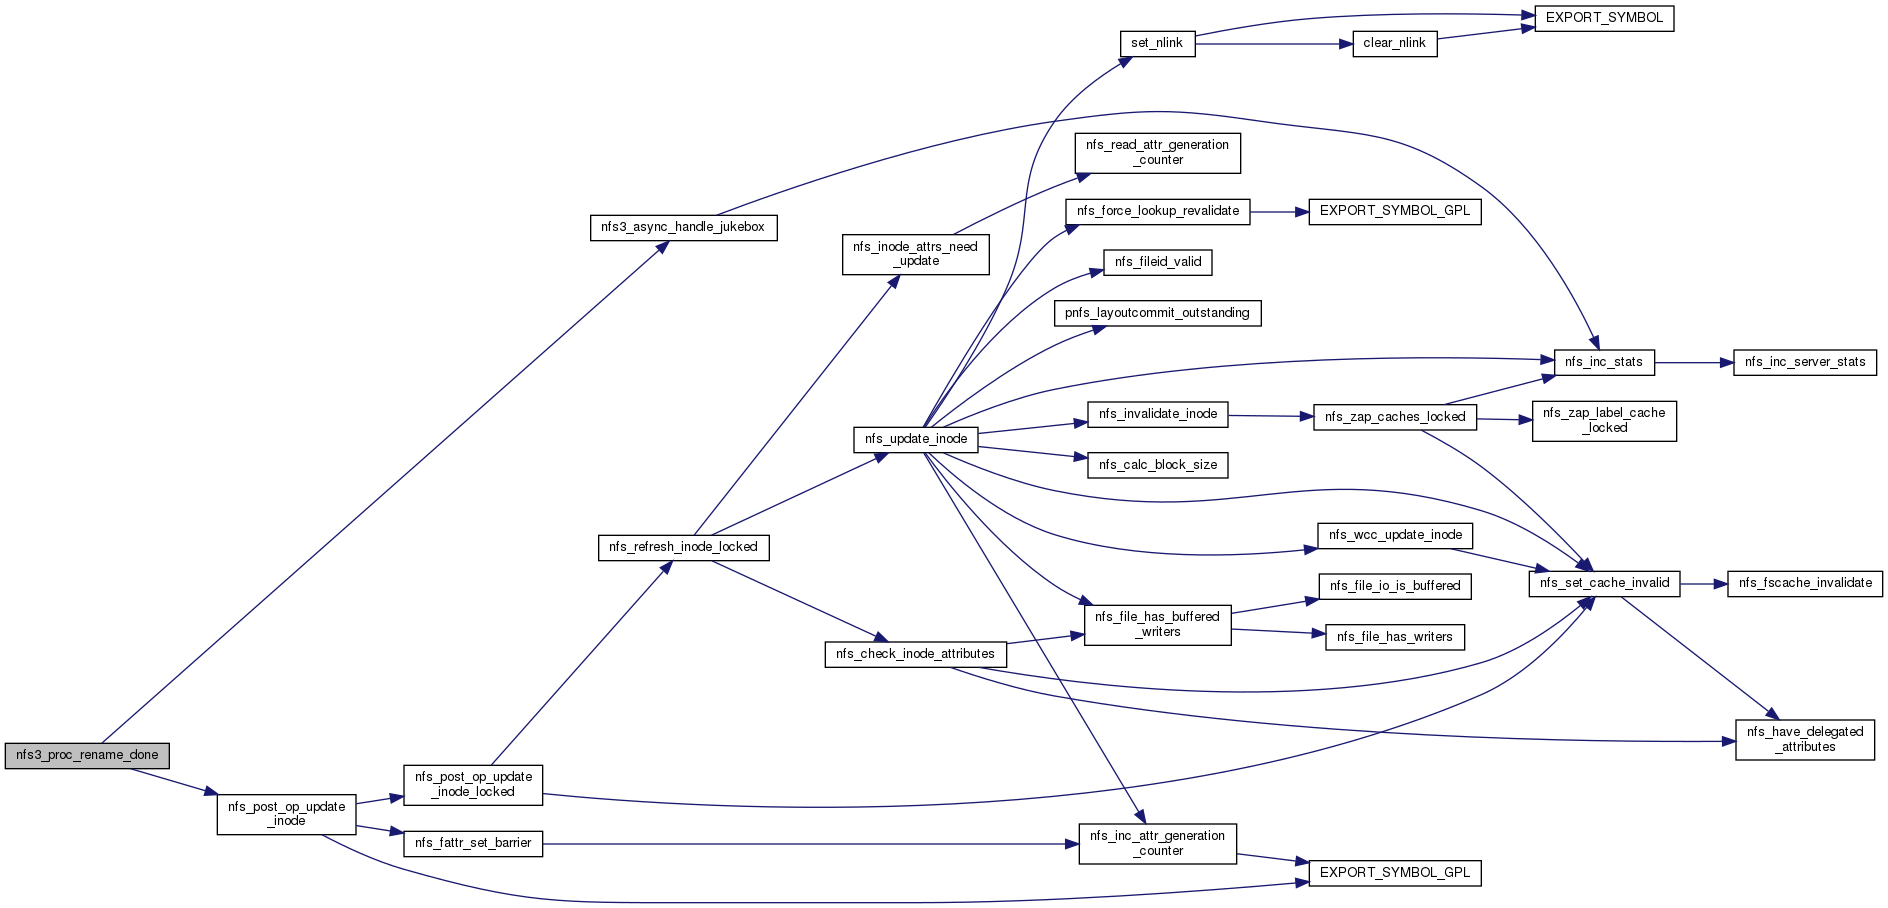 EXPORT_SYMBOL
set_nlink
clear_nlink
nfs_read_attr_generation
_counter
nfs_force_lookup_revalidate
EXPORT_SYMBOL_GPL
nfs3_async_handle_jukebox
nfs_inode_attrs_need
_update
nfs_fileid_valid
pnfs_layoutcommit_outstanding
nfs_inc_stats
nfs_inc_server_stats
nfs_invalidate_inode
nfs_zap_caches_locked
nfs_zap_label_cache
_locked
nfs_update_inode
nfs_calc_block_size
nfs_wcc_update_inode
nfs_refresh_inode_locked
nfs_set_cache_invalid
nfs_fscache_invalidate
nfs_file_io_is_buffered
nfs_file_has_buffered
_writers
nfs_file_has_writers
nfs_check_inode_attributes
nfs_have_delegated
_attributes
nfs3_proc_rename_done
nfs_post_op_update
_inode_locked
nfs_post_op_update
_inode
nfs_fattr_set_barrier
nfs_inc_attr_generation
_counter
EXPORT_SYMBOL_GPL